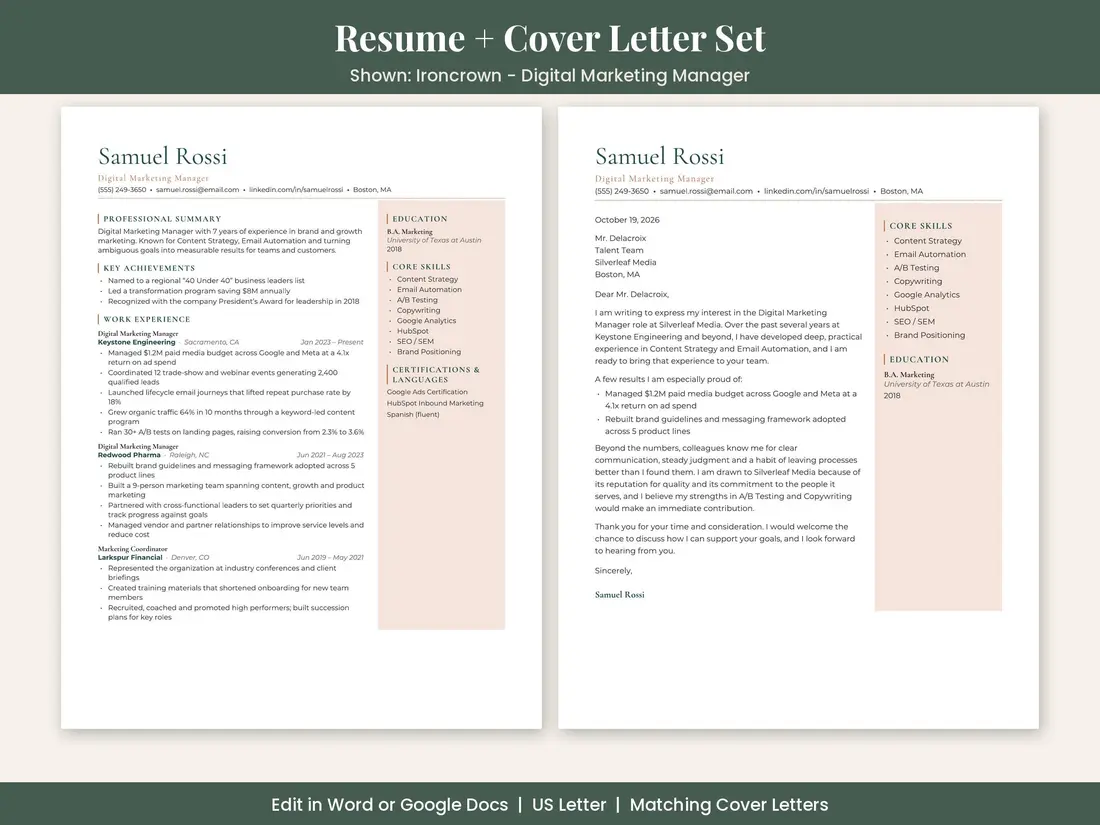 Resume + Cover Letter Set
Shown: Ironcrown - Digital Marketing Manager
Samuel Rossi
Digital Marketing Manager
(555) 249-3650 • samuel.rossi@email.com • linkedin.com/in/samuelrossi • Boston, MA
PROFESSIONAL SUMMARY
Digital Marketing Manager with 7 years of experience in brand and growth
marketing. Known for Content Strategy, Email Automation and turning
ambiguous goals into measurable results for teams and customers.
KEY ACHIEVEMENTS
• Named to a regional "40 Under 40" business leaders list
• Led a transformation program saving $8M annually
• Recognized with the company President's Award for leadership in 2018
WORK EXPERIENCE
Digital Marketing Manager
Keystone Engineering · Sacramento, CA Jan 2023 – Present
• Managed $1.2M paid media budget across Google and Meta at a 4.1x
return on ad spend
• Coordinated 12 trade-show and webinar events generating 2,400
qualified leads
• Launched lifecycle email journeys that lifted repeat purchase rate by
18%
• Grew organic traffic 64% in 10 months through a keyword-led content
program
• Ran 30+ A/B tests on landing pages, raising conversion from 2.3% to 3.6%
Digital Marketing Manager
Redwood Pharma · Raleigh, NC Jun 2021 – Aug 2023
• Rebuilt brand guidelines and messaging framework adopted across 5
product lines
• Built a 9-person marketing team spanning content, growth and product
marketing
• Partnered with cross-functional leaders to set quarterly priorities and
track progress against goals
• Managed vendor and partner relationships to improve service levels and
reduce cost
Marketing Coordinator
Larkspur Financial · Denver, CO Jun 2019 – May 2021
• Represented the organization at industry conferences and client
briefings
• Created training materials that shortened onboarding for new team
members
• Recruited, coached and promoted high performers; built succession
plans for key roles
EDUCATION
B.A. Marketing
University of Texas at Austin
2018
CORE SKILLS
• Content Strategy
• Email Automation
• A/B Testing
• Copywriting
• Google Analytics
• HubSpot
• SEO / SEM
• Brand Positioning
CERTIFICATIONS &
LANGUAGES
Google Ads Certification
HubSpot Inbound Marketing
Spanish (fluent)
Samuel Rossi
Digital Marketing Manager
(555) 249-3650 • samuel.rossi@email.com • linkedin.com/in/samuelrossi • Boston, MA
October 19, 2026
Mr. Delacroix
Talent Team
Silverleaf Media
Boston, MA
Dear Mr. Delacroix,
I am writing to express my interest in the Digital Marketing
Manager role at Silverleaf Media. Over the past several years at
Keystone Engineering and beyond, I have developed deep, practical
experience in Content Strategy and Email Automation, and I am
ready to bring that experience to your team.
A few results I am especially proud of:
• Managed $1.2M paid media budget across Google and Meta at a
4.1x return on ad spend
• Rebuilt brand guidelines and messaging framework adopted
across 5 product lines
Beyond the numbers, colleagues know me for clear
communication, steady judgment and a habit of leaving processes
better than I found them. I am drawn to Silverleaf Media because of
its reputation for quality and its commitment to the people it
serves, and I believe my strengths in A/B Testing and Copywriting
would make an immediate contribution.
Thank you for your time and consideration. I would welcome the
chance to discuss how I can support your goals, and I look forward
to hearing from you.
Sincerely,
Samuel Rossi
CORE SKILLS
• Content Strategy
• Email Automation
• A/B Testing
• Copywriting
• Google Analytics
• HubSpot
• SEO / SEM
• Brand Positioning
EDUCATION
B.A. Marketing
University of Texas at Austin
2018
Edit in Word or Google Docs | US Letter | Matching Cover Letters